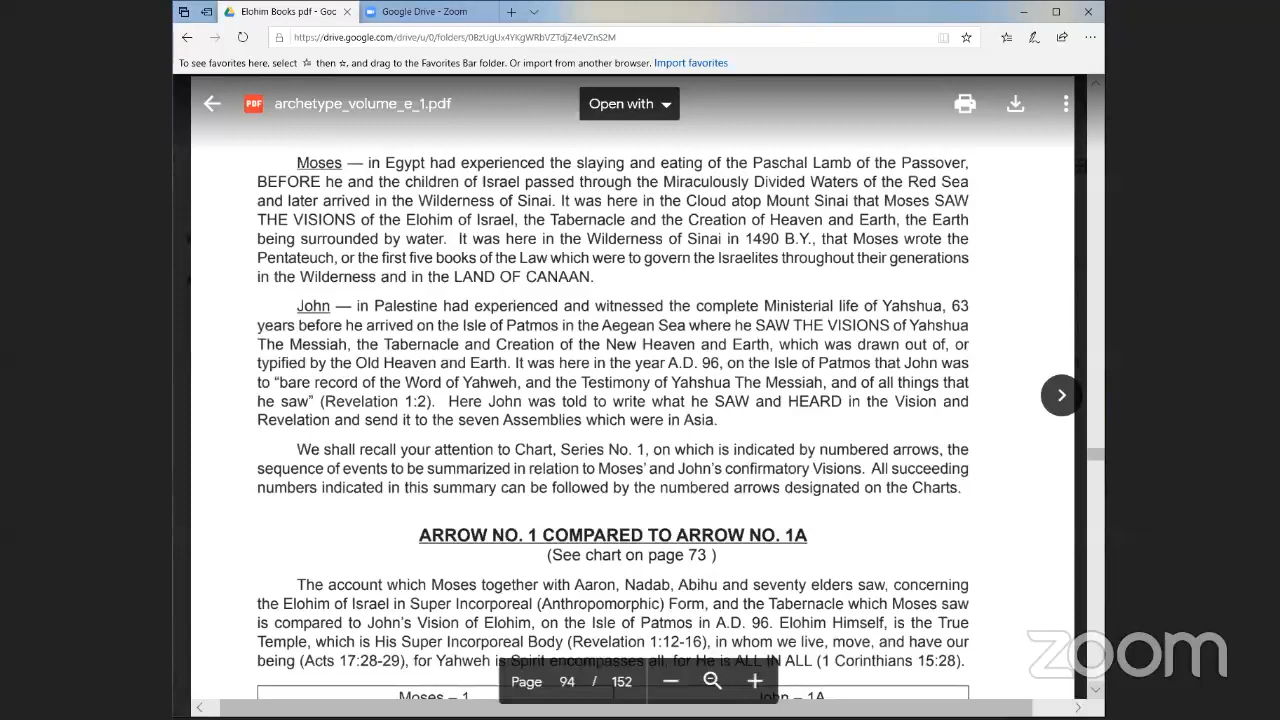 Elohim Books pdf - Goc
Google Drive - Zoom
https://drive.google.com/drive/u/0/folders/0BzUgUx4YKgWRbVZTdjZ4eVZnS2M
To see favorites here, select ☆ then ☆, and drag to the Favorites Bar folder. Or import from another browser. Import favorites
PDF archetype_volume_e_1.pdf
Open with
Moses — in Egypt had experienced the slaying and eating of the Paschal Lamb of the Passover,
BEFORE he and the children of Israel passed through the Miraculously Divided Waters of the Red Sea
and later arrived in the Wilderness of Sinai. It was here in the Cloud atop Mount Sinai that Moses SAW
THE VISIONS of the Elohim of Israel, the Tabernacle and the Creation of Heaven and Earth, the Earth
being surrounded by water. It was here in the Wilderness of Sinai in 1490 B.Y., that Moses wrote the
Pentateuch, or the first five books of the Law which were to govern the Israelites throughout their generations
in the Wilderness and in the LAND OF CANAAN.
John — in Palestine had experienced and witnessed the complete Ministerial life of Yahshua, 63
years before he arrived on the Isle of Patmos in the Aegean Sea where he SAW THE VISIONS of Yahshua
The Messiah, the Tabernacle and Creation of the New Heaven and Earth, which was drawn out of, or
typified by the Old Heaven and Earth. It was here in the year A.D. 96, on the Isle of Patmos that John was
to “bare record of the Word of Yahweh, and the Testimony of Yahshua The Messiah, and of all things that
he saw” (Revelation 1:2). Here John was told to write what he SAW and HEARD in the Vision and
Revelation and send it to the seven Assemblies which were in Asia.
We shall recall your attention to Chart, Series No. 1, on which is indicated by numbered arrows, the
sequence of events to be summarized in relation to Moses’ and John’s confirmatory Visions. All succeeding
numbers indicated in this summary can be followed by the numbered arrows designated on the Charts.
ARROW NO. 1 COMPARED TO ARROW NO. 1A
(See chart on page 73 )
The account which Moses together with Aaron, Nadab, Abihu and seventy elders saw, concerning
the Elohim of Israel in Super Incorporeal (Anthropomorphic) Form, and the Tabernacle which Moses saw
is compared to John’s Vision of Elohim, on the Isle of Patmos in A.D. 96. Elohim Himself, is the True
Temple, which is His Super Incorporeal Body (Revelation 1:12-16), in whom we live, move, and have our
being (Acts 17:28-29), for Yahweh is Spirit encompasses all, for He is ALL IN ALL (1 Corinthians 15:28).
Moses – 1 John – 1A
Page 94 / 152
zoom